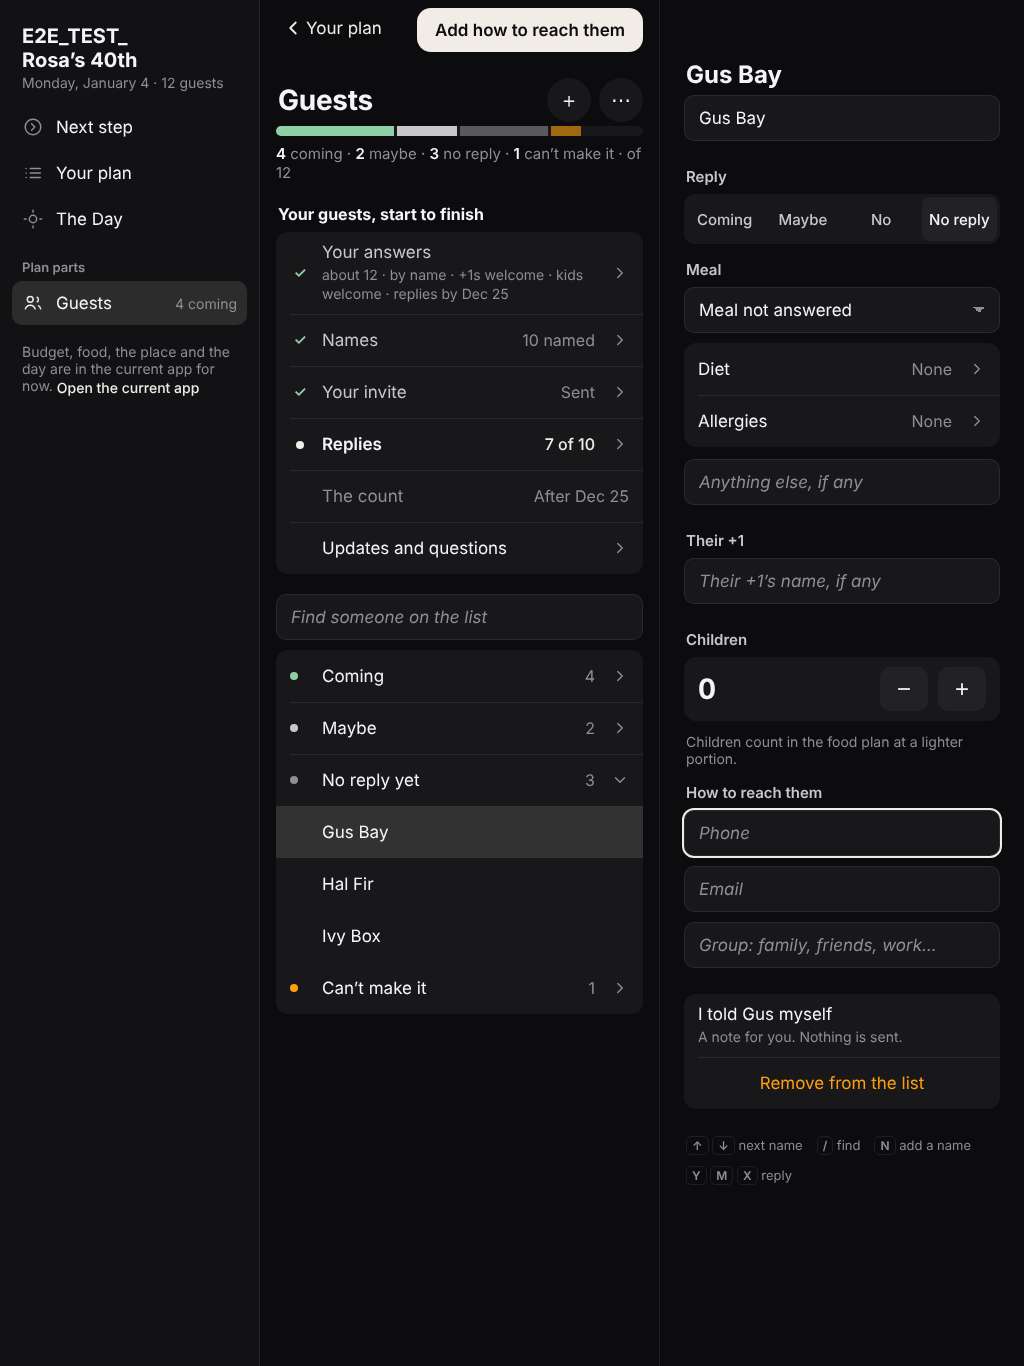 E2E_TEST_
Rosa’s 40th
Monday, January 4 · 12 guests
Next step
Your plan
The Day
Plan parts
Guests 4 coming
Budget, food, the place and the
day are in the current app for
now. Open the current app
Your plan
Add how to reach them
Guests
+ ···
4 coming · 2 maybe · 3 no reply · 1 can’t make it · of
12
Your guests, start to finish
Your answers
about 12 · by name · +1s welcome · kids
welcome · replies by Dec 25
Names 10 named
Your invite Sent
Replies 7 of 10
The count After Dec 25
Updates and questions
Find someone on the list
Coming 4
Maybe 2
No reply yet 3
Gus Bay
Hal Fir
Ivy Box
Can’t make it 1
Gus Bay
Gus Bay
Reply
Coming Maybe No No reply
Meal
Meal not answered
Diet None
Allergies None
Anything else, if any
Their +1
Their +1’s name, if any
Children
0 − +
Children count in the food plan at a lighter
portion.
How to reach them
Phone
Email
Group: family, friends, work…
I told Gus myself
A note for you. Nothing is sent.
Remove from the list
↑ ↓ next name / find N add a name
Y M X reply